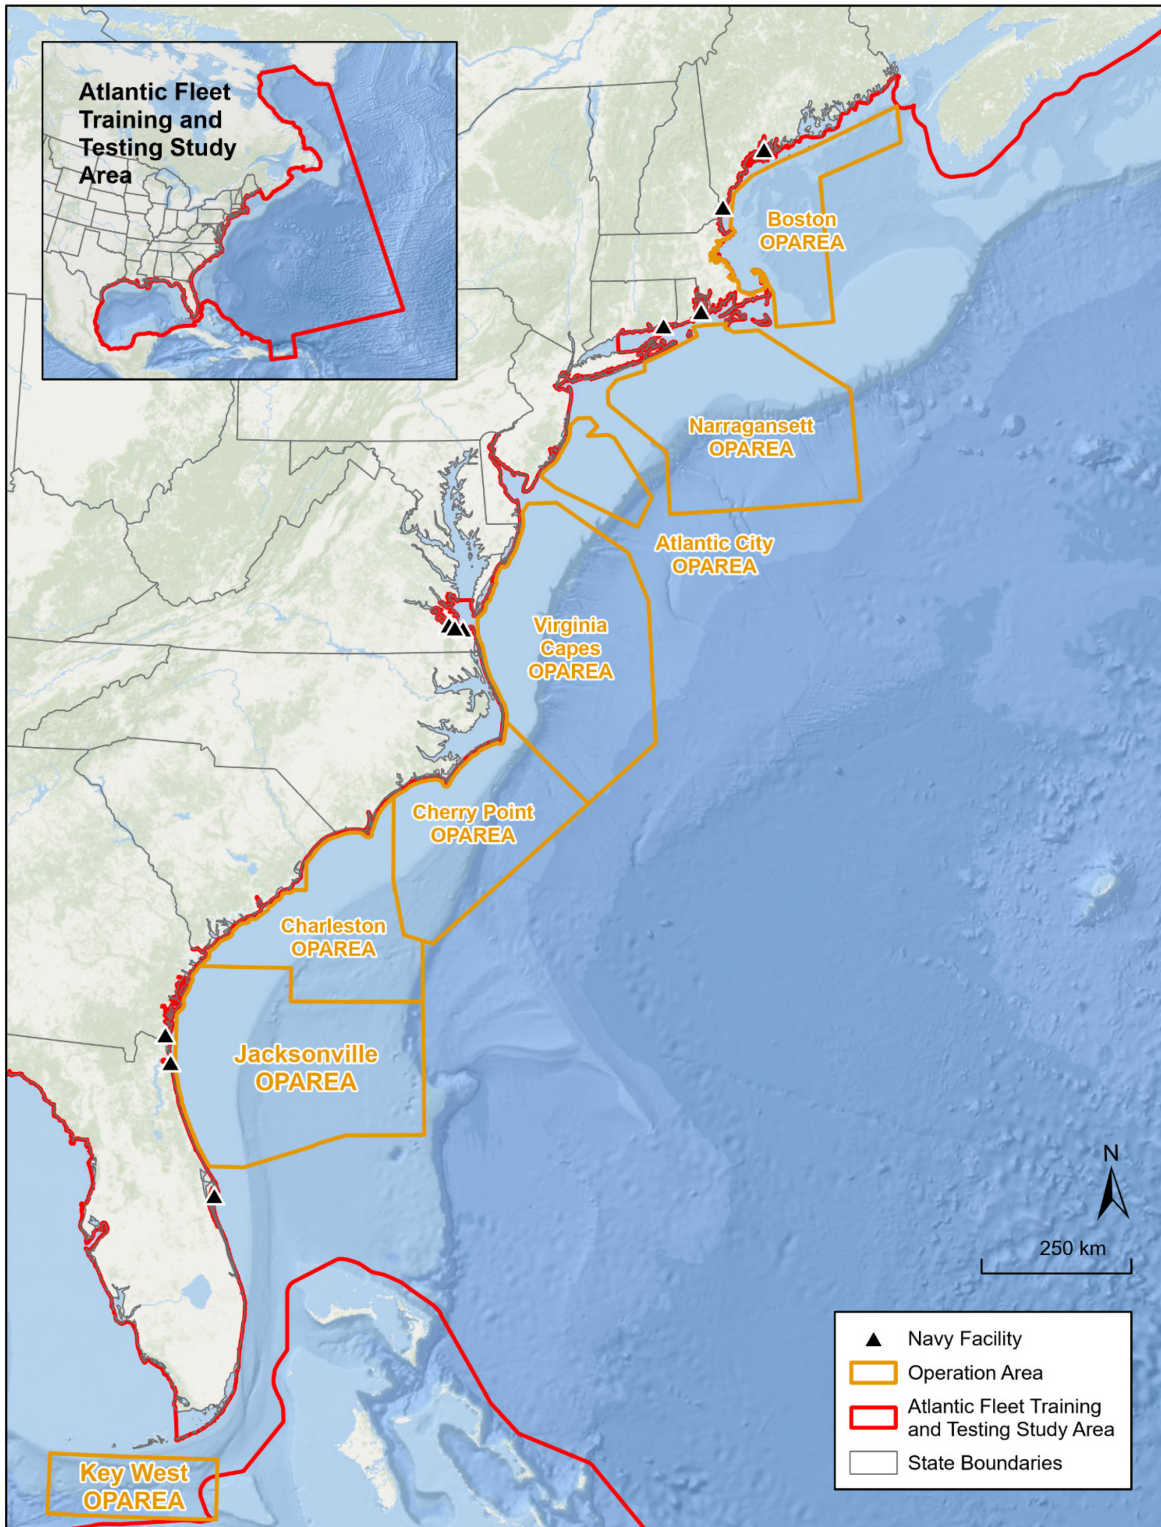 Atlantic Fleet
Training and
Testing Study
Area
Boston
OPAREA
Narragansett
OPAREA
Atlantic City
OPAREA
Virginia
Capes
OPAREA
Cherry Point
OPAREA
Charleston
OPAREA
Jacksonville
OPAREA
Key West
OPAREA
N
250 km
Navy Facility
Operation Area
Atlantic Fleet Training
and Testing Study Area
State Boundaries